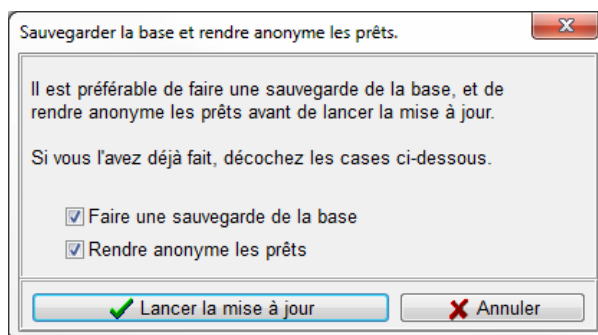 Sauvegarder la base et rendre anonyme les prêts.
Il est préférable de faire une sauvegarde de la base, et de
rendre anonyme les prêts avant de lancer la mise à jour.
Si vous l'avez déjà fait, décochez les cases ci-dessous.
Faire une sauvegarde de la base
Rendre anonyme les prêts
Lancer la mise à jour
Annuler